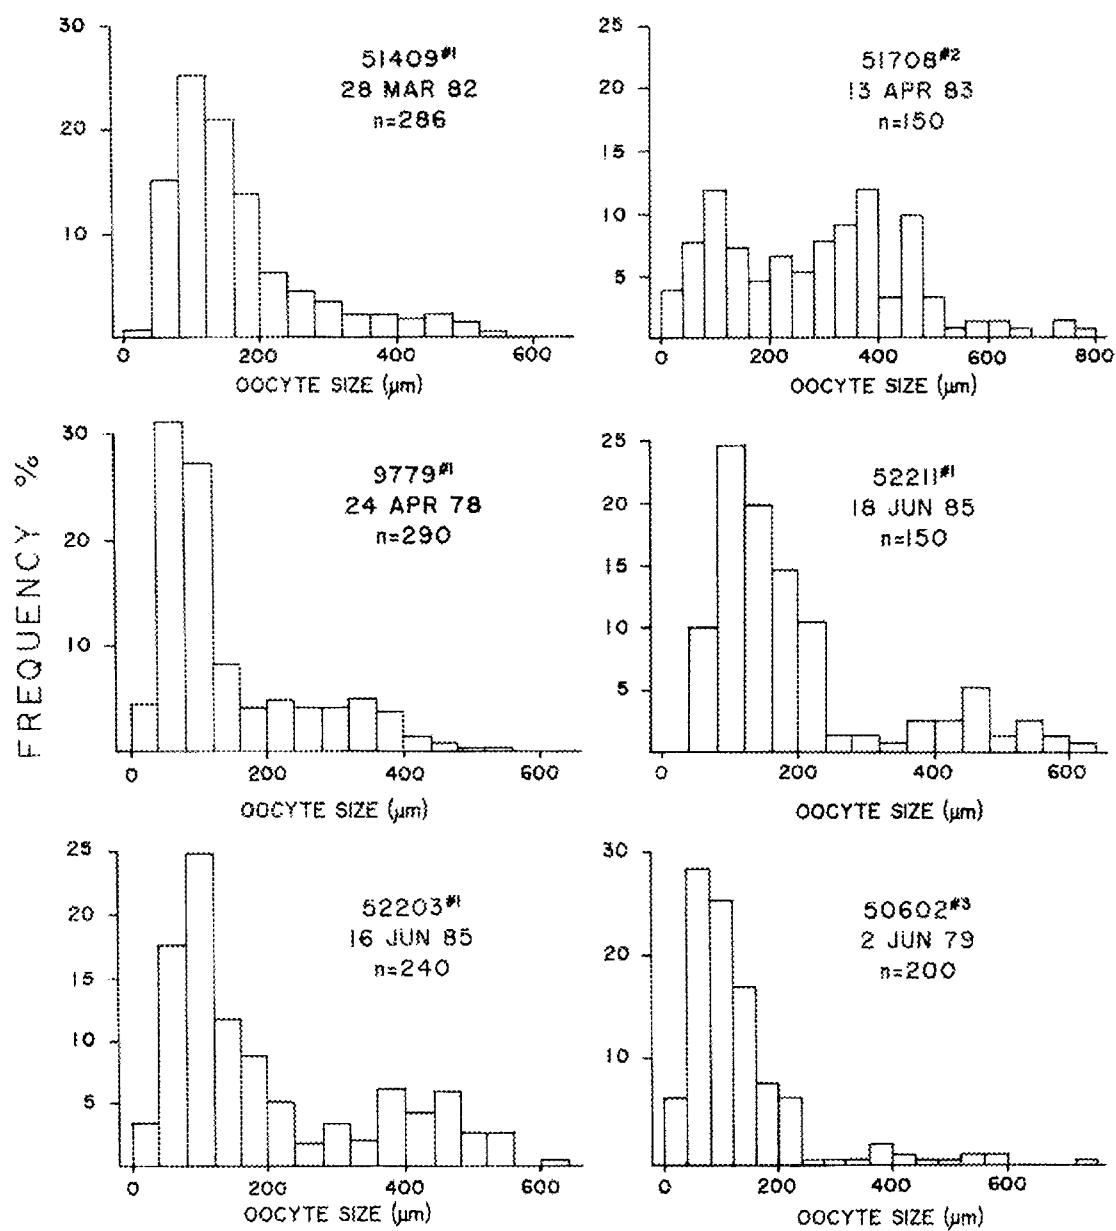 FREQUENCY %
30
20
10
51409#1
28 MAR 82
n=286
0 200 400 600
OOCYTE SIZE (µm)
25
20
15
10
5
51708#2
13 APR 83
n=150
0 200 400 600 800
OOCYTE SIZE (µm)
30
20
10
9779#1
24 APR 78
n=290
0 200 400 600
OOCYTE SIZE (µm)
25
20
15
10
5
52211#1
18 JUN 85
n=150
0 200 400 600
OOCYTE SIZE (µm)
25
20
15
10
5
52203#1
16 JUN 85
n=240
0 200 400 600
OOCYTE SIZE (µm)
30
20
10
50602#3
2 JUN 79
n=200
0 200 400 600
OOCYTE SIZE (µm)